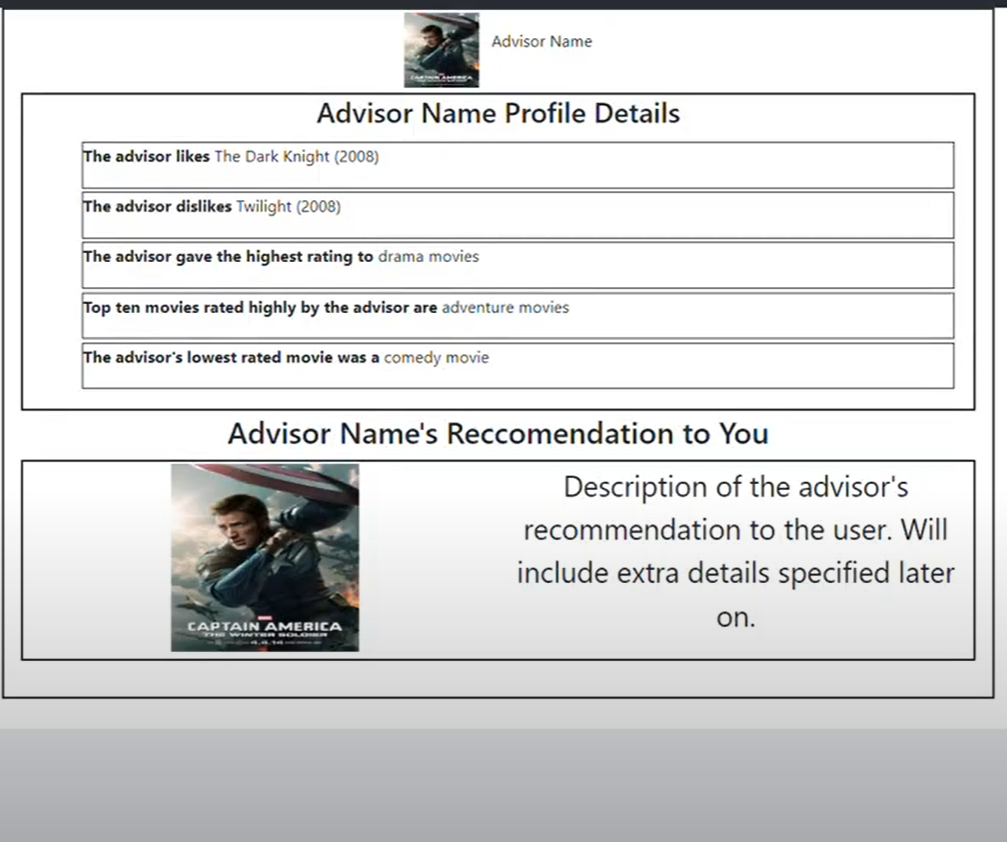 CAPTAIN AMERICA
Advisor Name
Advisor Name Profile Details
The advisor likes The Dark Knight (2008)
The advisor dislikes Twilight (2008)
The advisor gave the highest rating to drama movies
Top ten movies rated highly by the advisor are adventure movies
The advisor's lowest rated movie was a comedy movie
Advisor Name's Reccomendation to You
MARVEL
CAPTAIN AMERICA
THE WINTER SOLDIER
4.4.14
Description of the advisor's
recommendation to the user. Will
include extra details specified later
on.